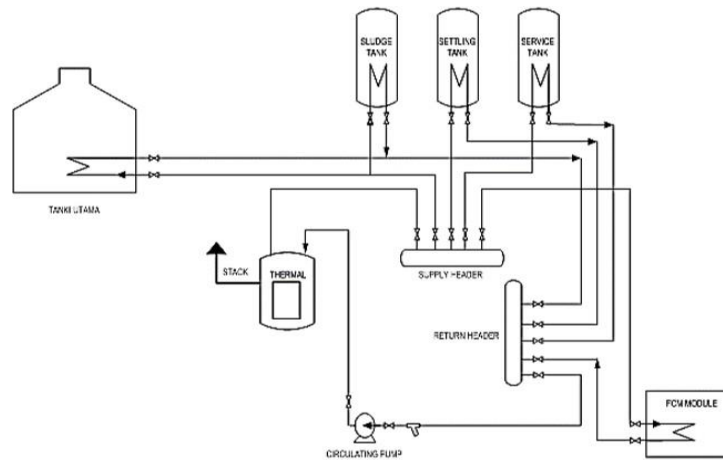 SLUDGE
TANK
SETTLING
TANK
SERVICE
TANK
TANKI UTAMA
STACK
THERMAL
SUPPLY HEADER
RETURN HEADER
FCM MODULE
CIRCULATING PUMP